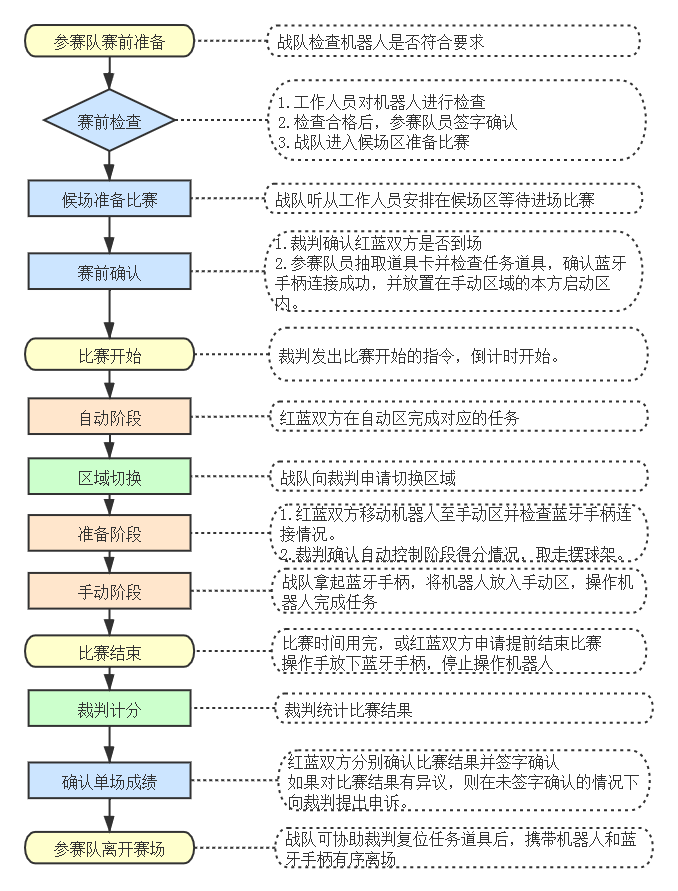 参赛队赛前准备
战队检查机器人是否符合要求
赛前检查
1.工作人员对机器人进行检查
2.检查合格后，参赛队员签字确认
3.战队进入候场区准备比赛
候场准备比赛
战队听从工作人员安排在候场区等待进场比赛
赛前确认
1.裁判确认红蓝双方是否到场
2.参赛队员抽取道具卡并检查任务道具，确认蓝牙
手柄连接成功，并放置在手动区域的本方启动区
内。
比赛开始
裁判发出比赛开始的指令，倒计时开始。
自动阶段
红蓝双方在自动区完成对应的任务
区域切换
战队向裁判申请切换区域
准备阶段
1.红蓝双方移动机器人至手动区并检查蓝牙手柄连
接情况。
2.裁判确认自动控制阶段得分情况，取走摆球架。
手动阶段
战队拿起蓝牙手柄，将机器人放入手动区，操作机
器人完成任务
比赛结束
比赛时间用完，或红蓝双方申请提前结束比赛
操作手放下蓝牙手柄，停止操作机器人
裁判计分
裁判统计比赛结果
确认单场成绩
红蓝双方分别确认比赛结果并签字确认
如果对比赛结果有异议，则在未签字确认的情况下
向裁判提出申诉。
参赛队离开赛场
战队可协助裁判复位任务道具后，携带机器人和蓝
牙手柄有序离场